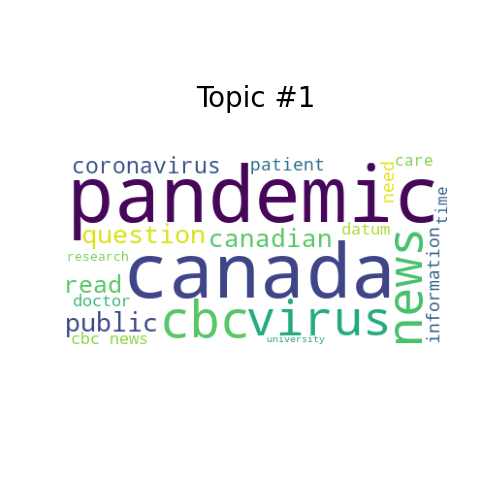 Topic #1
coronavirus patient need care
pandemic time
question canadian datum
research canada news information
read
doctor
public cbc virus
cbc news university